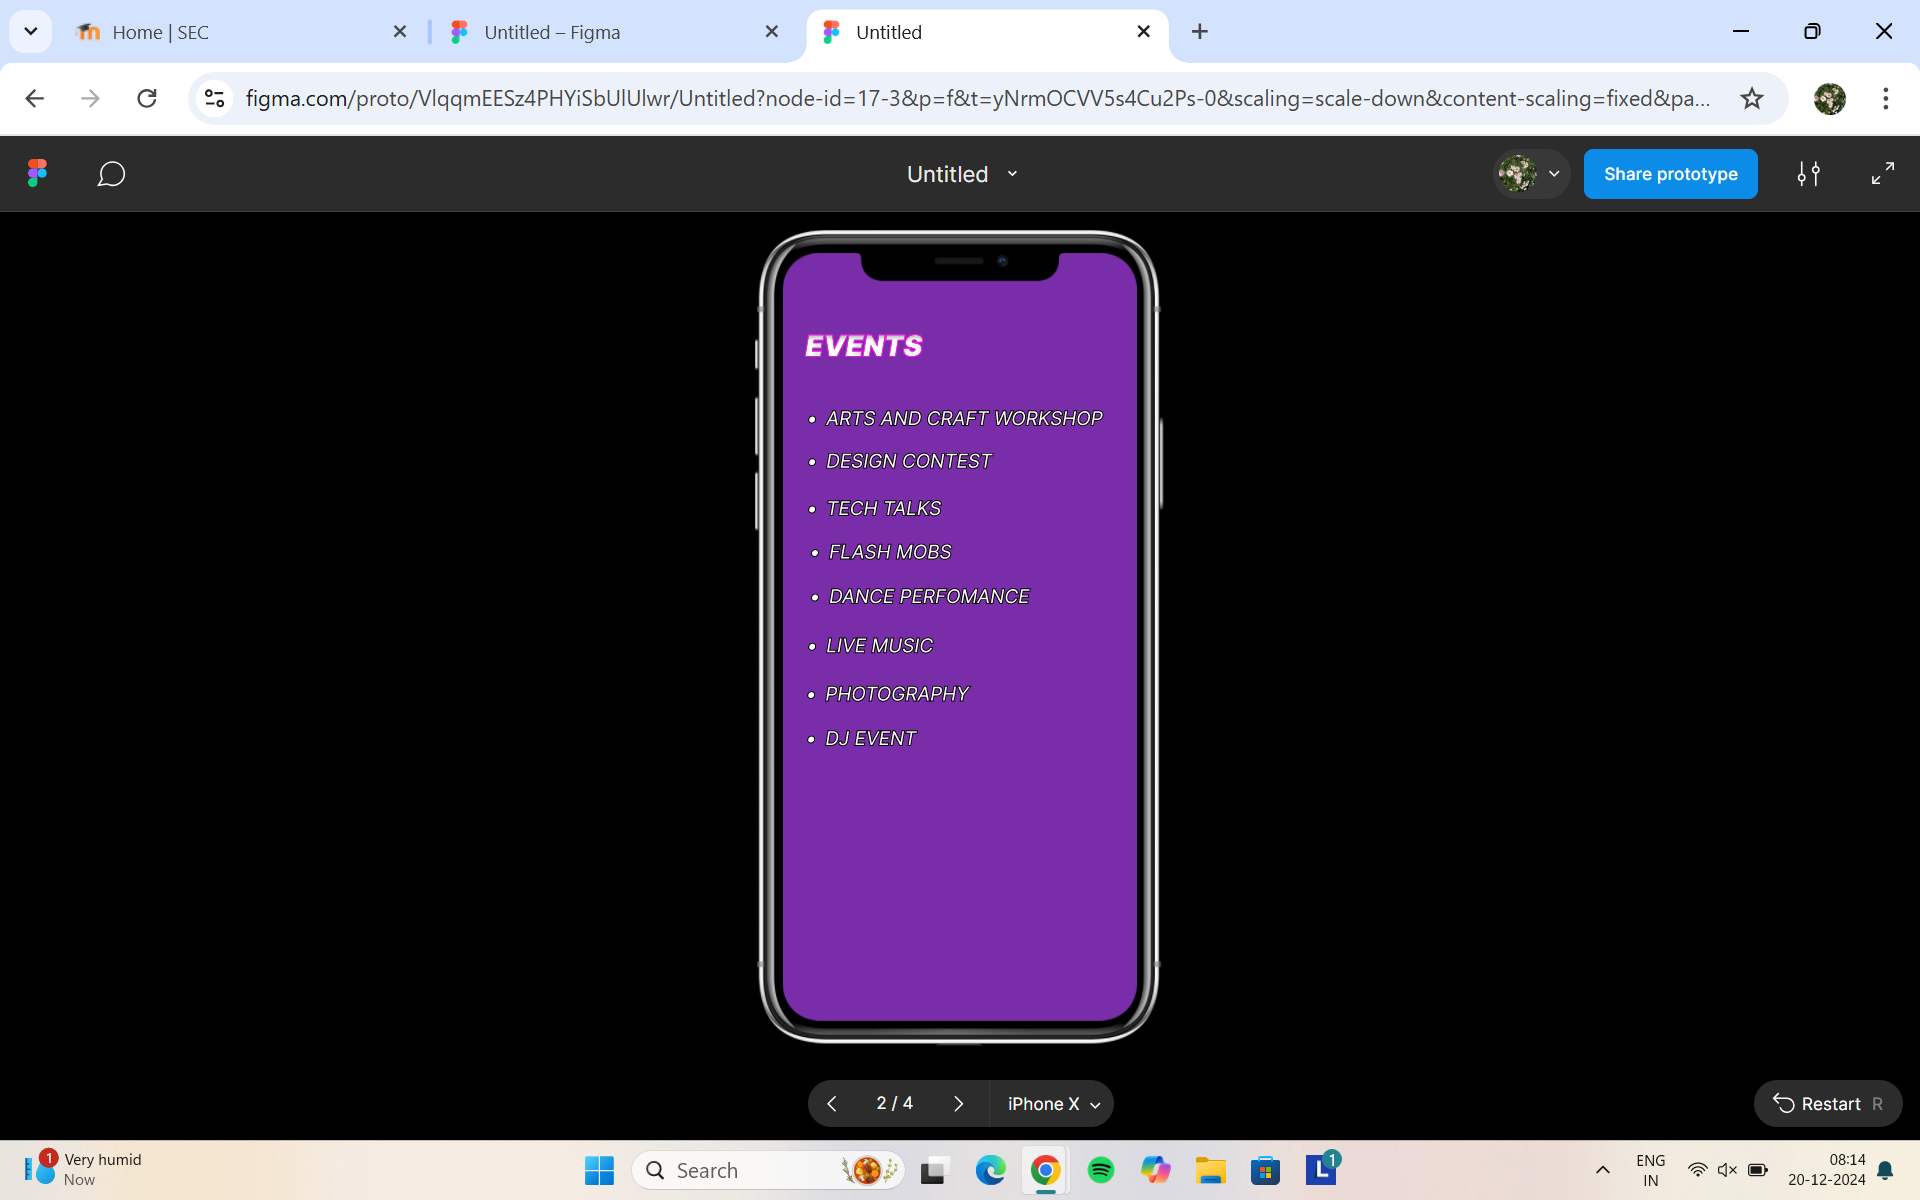 Home | SEC
Untitled – Figma
Untitled
figma.com/proto/VlqqmEESz4PHYiSbUlUlwr/Untitled?node-id=17-3&p=f&t=yNrmOCVV5s4Cu2Ps-0&scaling=scale-down&content-scaling=fixed&pa...
Untitled
Share prototype
EVENTS
• ARTS AND CRAFT WORKSHOP
• DESIGN CONTEST
• TECH TALKS
• FLASH MOBS
• DANCE PERFOMANCE
• LIVE MUSIC
• PHOTOGRAPHY
• DJ EVENT
2 / 4
iPhone X
Restart R
1
Very humid
Now
Search
L
1
ENG
IN
08:14
20-12-2024